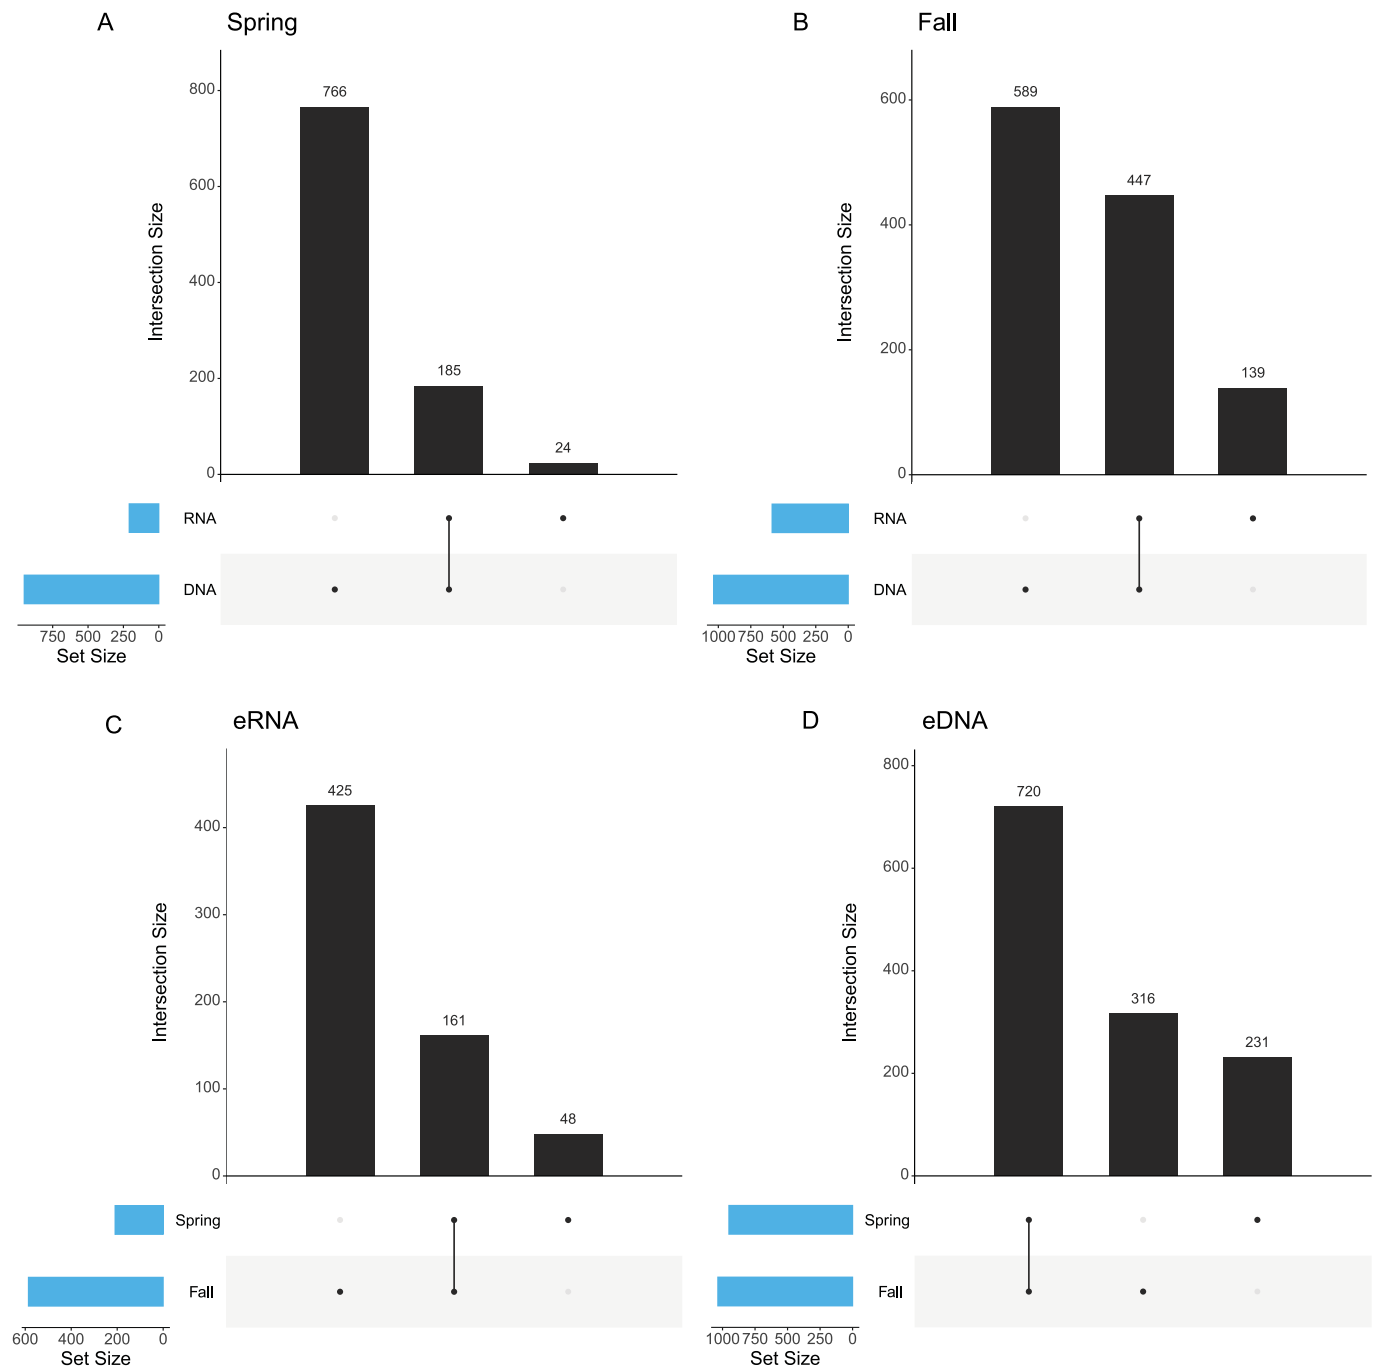 A Spring
800
600
400
200
0
Intersection Size
766
185
24
RNA
DNA
750 500 250 0
Set Size
B Fall
600
400
200
0
Intersection Size
589
447
139
RNA
DNA
1000 750 500 250 0
Set Size
C eRNA
400
300
200
100
0
Intersection Size
425
161
48
Spring
Fall
600 400 200 0
Set Size
D eDNA
800
600
400
200
0
Intersection Size
720
316
231
Spring
Fall
1000 750 500 250 0
Set Size